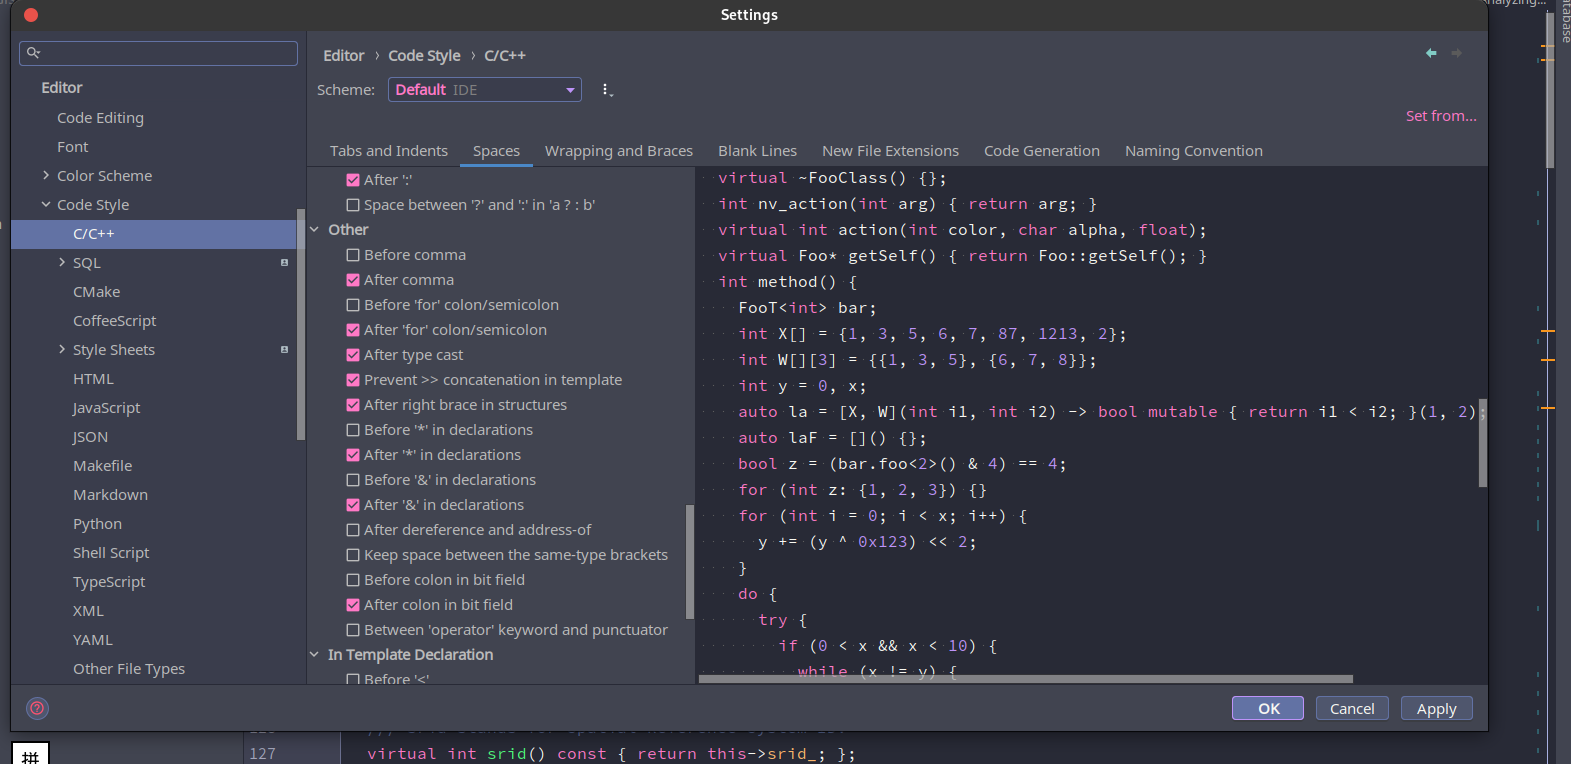 Settings
nalyzing...
atabase
Editor › Code Style › C/C++
Scheme: Default IDE
Set from...
Editor
Code Editing
Font
Color Scheme
Code Style
C/C++
SQL
CMake
CoffeeScript
Style Sheets
HTML
JavaScript
JSON
Makefile
Markdown
Python
Shell Script
TypeScript
XML
YAML
Other File Types
Tabs and Indents Spaces Wrapping and Braces Blank Lines New File Extensions Code Generation Naming Convention
After ':'
Space between '?' and ':' in 'a ? : b'
Other
Before comma
After comma
Before 'for' colon/semicolon
After 'for' colon/semicolon
After type cast
Prevent >> concatenation in template
After right brace in structures
Before '*' in declarations
After '*' in declarations
Before '&' in declarations
After '&' in declarations
After dereference and address-of
Keep space between the same-type brackets
Before colon in bit field
After colon in bit field
Between 'operator' keyword and punctuator
In Template Declaration
Before '<'
virtual ~FooClass() {};
int nv_action(int arg) { return arg; }
virtual int action(int color, char alpha, float);
virtual Foo* getSelf() { return Foo::getSelf(); }
int method() {
FooT<int> bar;
int X[] = {1, 3, 5, 6, 7, 87, 1213, 2};
int W[][3] = {{1, 3, 5}, {6, 7, 8}};
int y = 0, x;
auto la = [X, W](int i1, int i2) -> bool mutable { return i1 < i2; }(1, 2);
auto laF = []() {};
bool z = (bar.foo<2>() & 4) == 4;
for (int z: {1, 2, 3}) {}
for (int i = 0; i < x; i++) {
y += (y ^ 0x123) << 2;
}
do {
try {
if (0 < x && x < 10) {
while (x != y) {
OK Cancel Apply
127 virtual int srid() const { return this->srid_; };